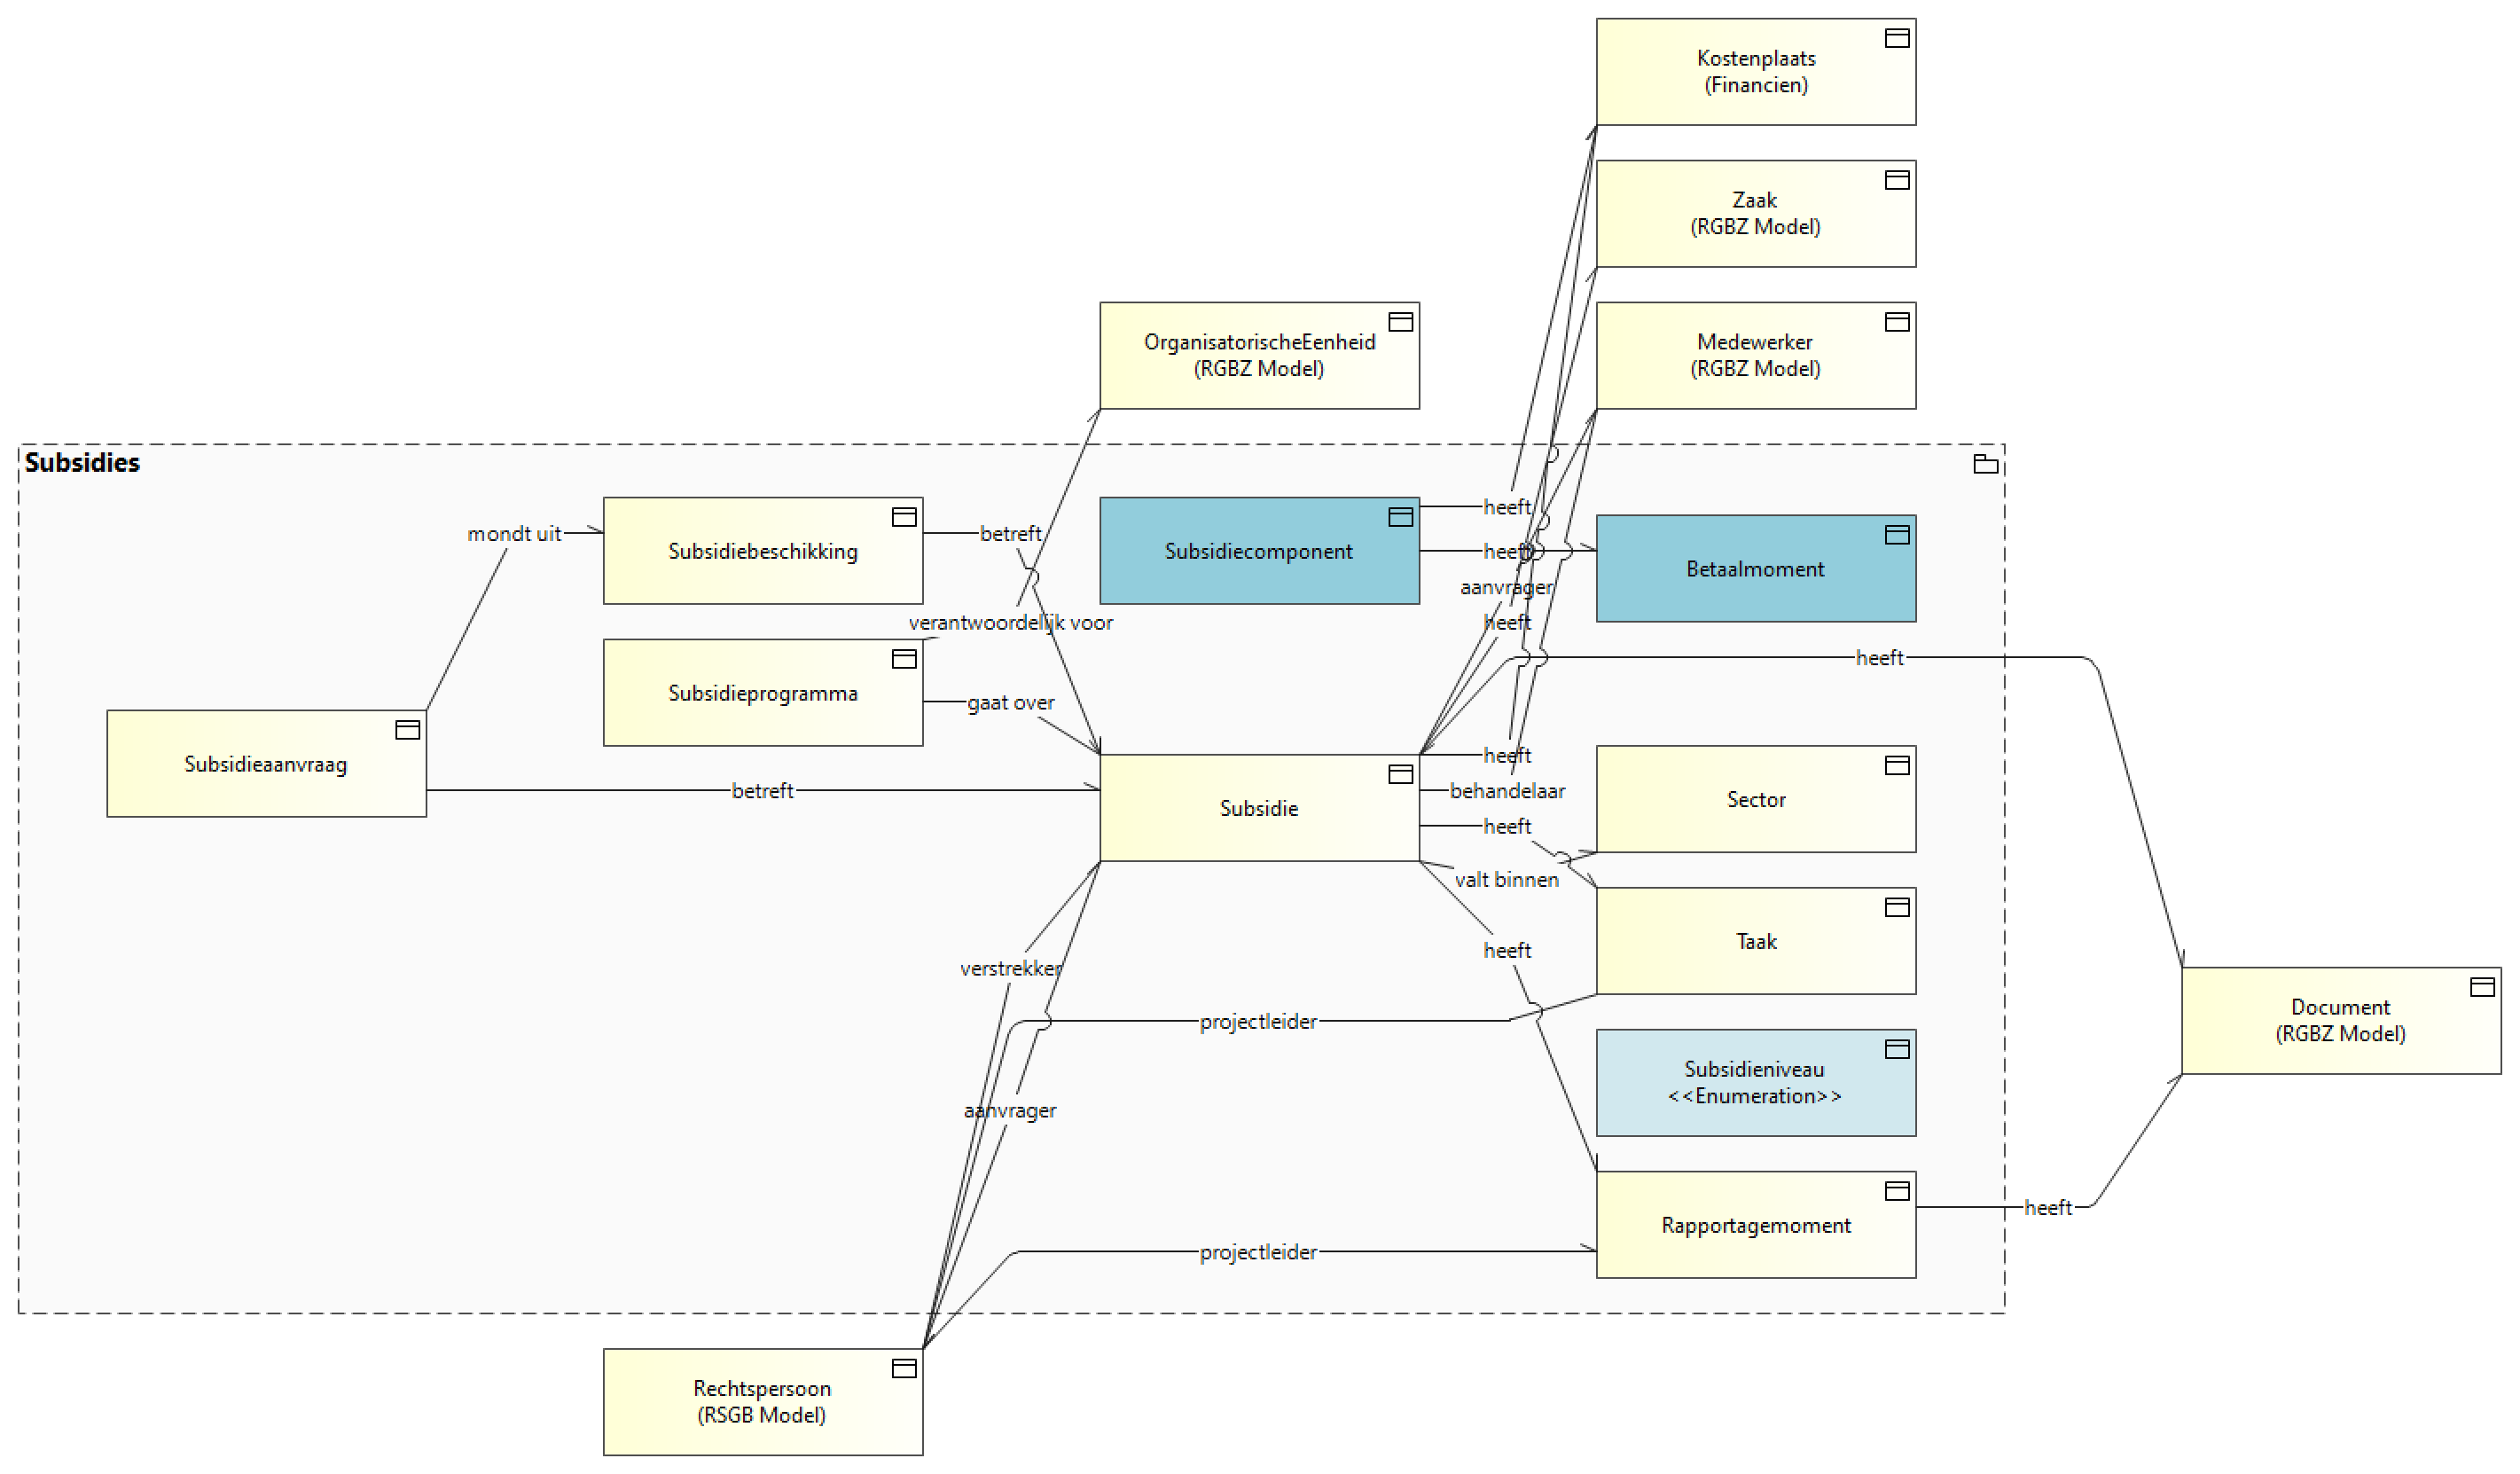 Kostenplaats
(Financien)
Zaak
(RGBZ Model)
OrganisatorischeEenheid
(RGBZ Model)
Medewerker
(RGBZ Model)
Subsidies
mondt uit
Subsidiebeschikking
betreft
Subsidiecomponent
heeft
heeft
Betaalmoment
aanvrager
verantwoordelijk voor
heeft
Subsidieprogramma
gaat over
heeft
Subsidieaanvraag
betreft
Subsidie
heeft
behandelaar
heeft
Sector
valt binnen
Taak
heeft
verstrekker
projectleider
Document
(RGBZ Model)
Subsidieniveau
<<Enumeration>>
aanvrager
Rapportagemoment
heeft
projectleider
Rechtspersoon
(RSGB Model)